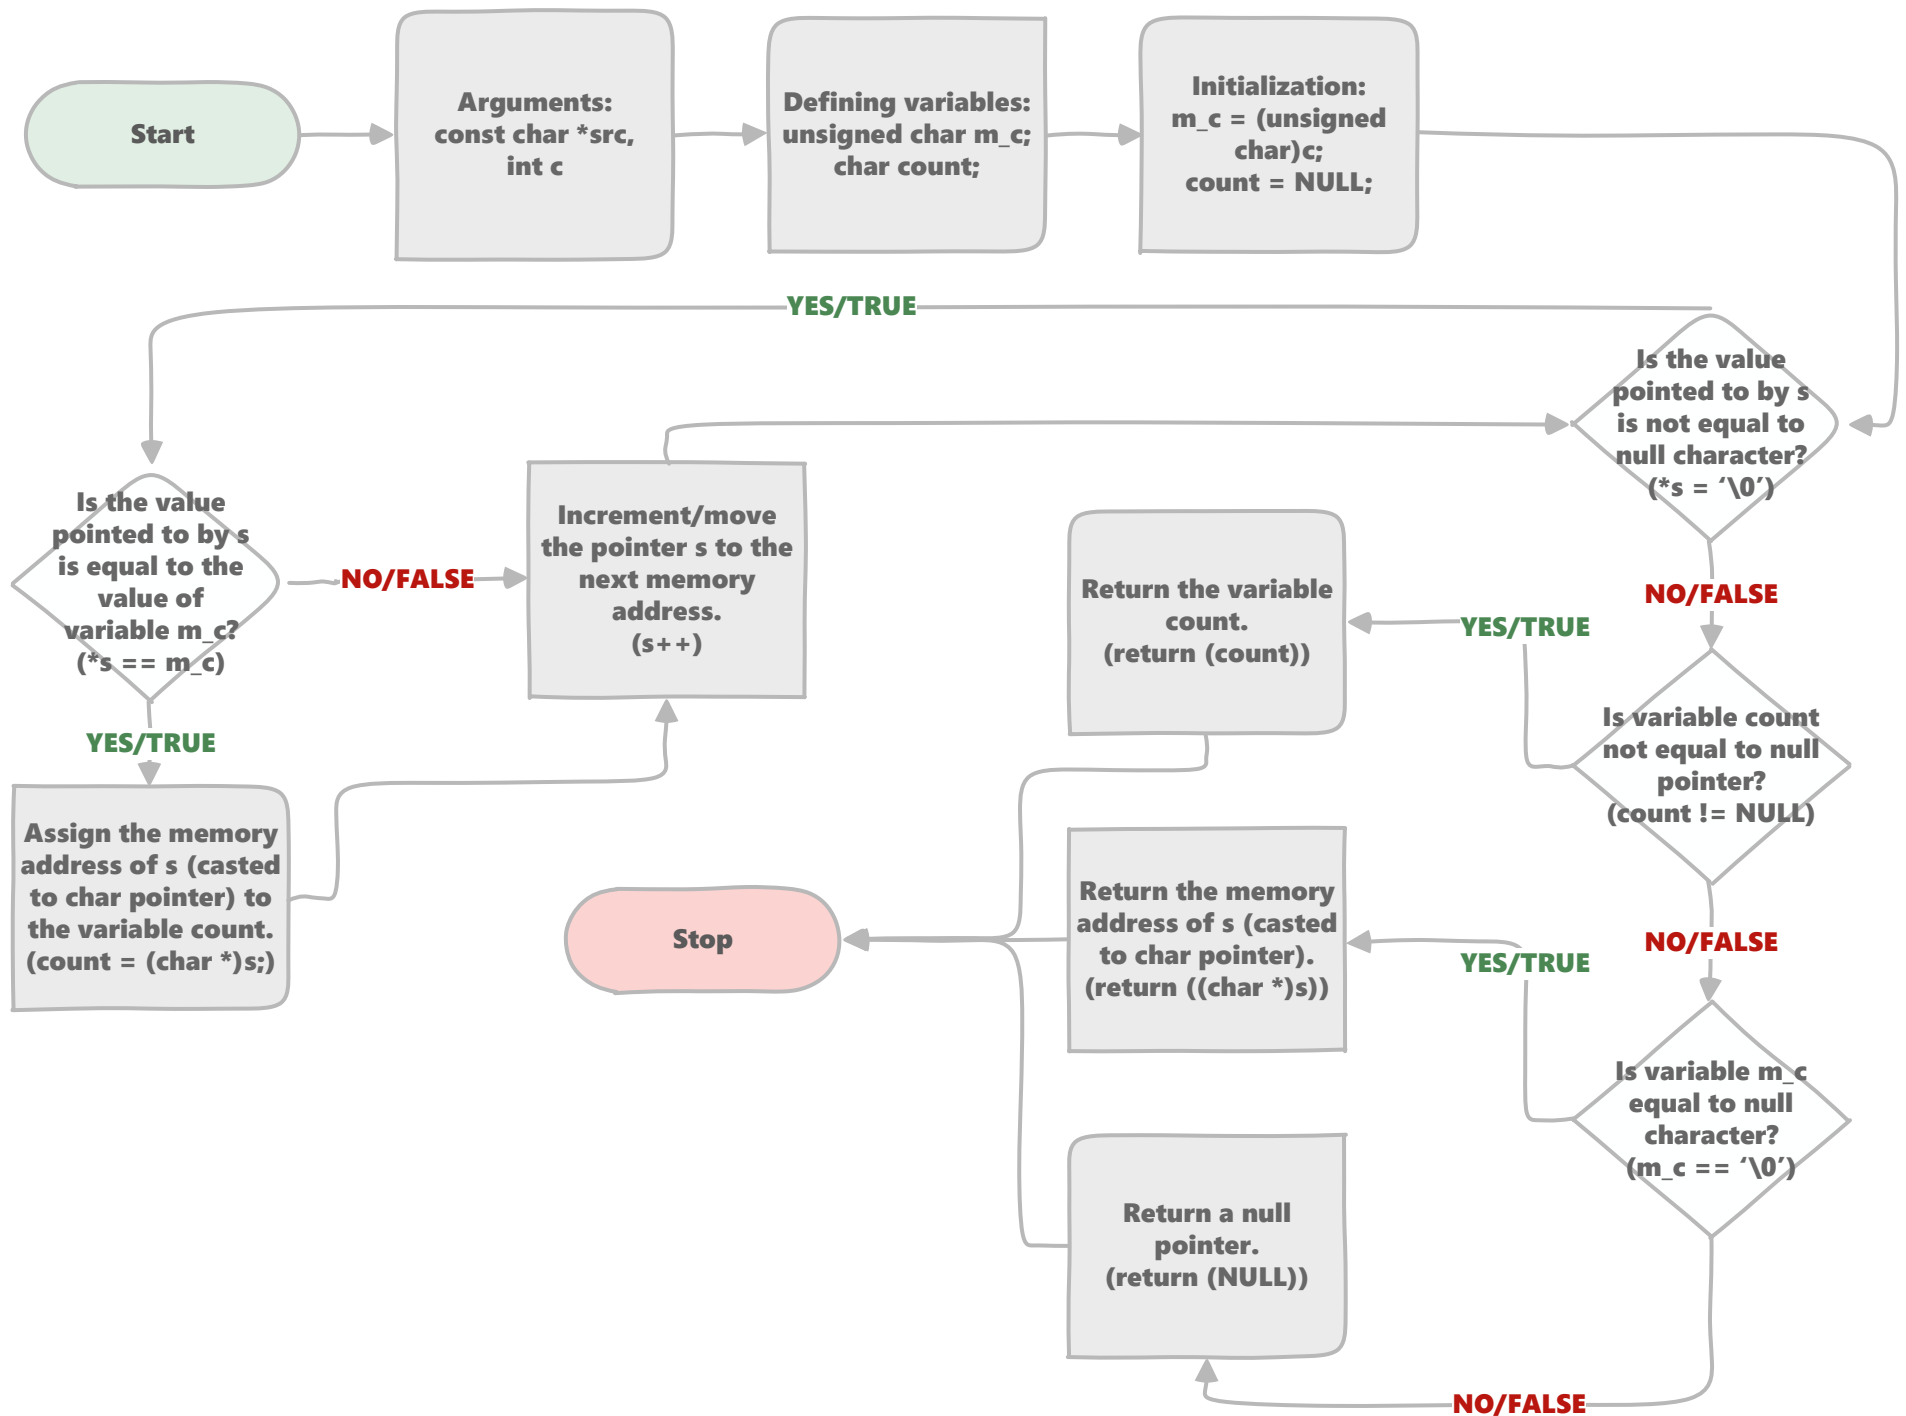 Start
Arguments:
const char *src,
int c
Defining variables:
unsigned char m_c;
char count;
Initialization:
m_c = (unsigned
char)c;
count = NULL;
YES/TRUE
Is the value
pointed to by s
is not equal to
null character?
(*s = ‘\0’)
Is the value
pointed to by s
is equal to the
value of
variable m_c?
(*s == m_c)
NO/FALSE
Increment/move
the pointer s to the
next memory
address.
(s++)
YES/TRUE
Assign the memory
address of s (casted
to char pointer) to
the variable count.
(count = (char *)s;)
NO/FALSE
Is variable count
not equal to null
pointer?
(count != NULL)
YES/TRUE
Return the variable
count.
(return (count))
NO/FALSE
Is variable m_c
equal to null
character?
(m_c == ‘\0’)
YES/TRUE
Return the memory
address of s (casted
to char pointer).
(return ((char *)s))
Stop
NO/FALSE
Return a null
pointer.
(return (NULL))